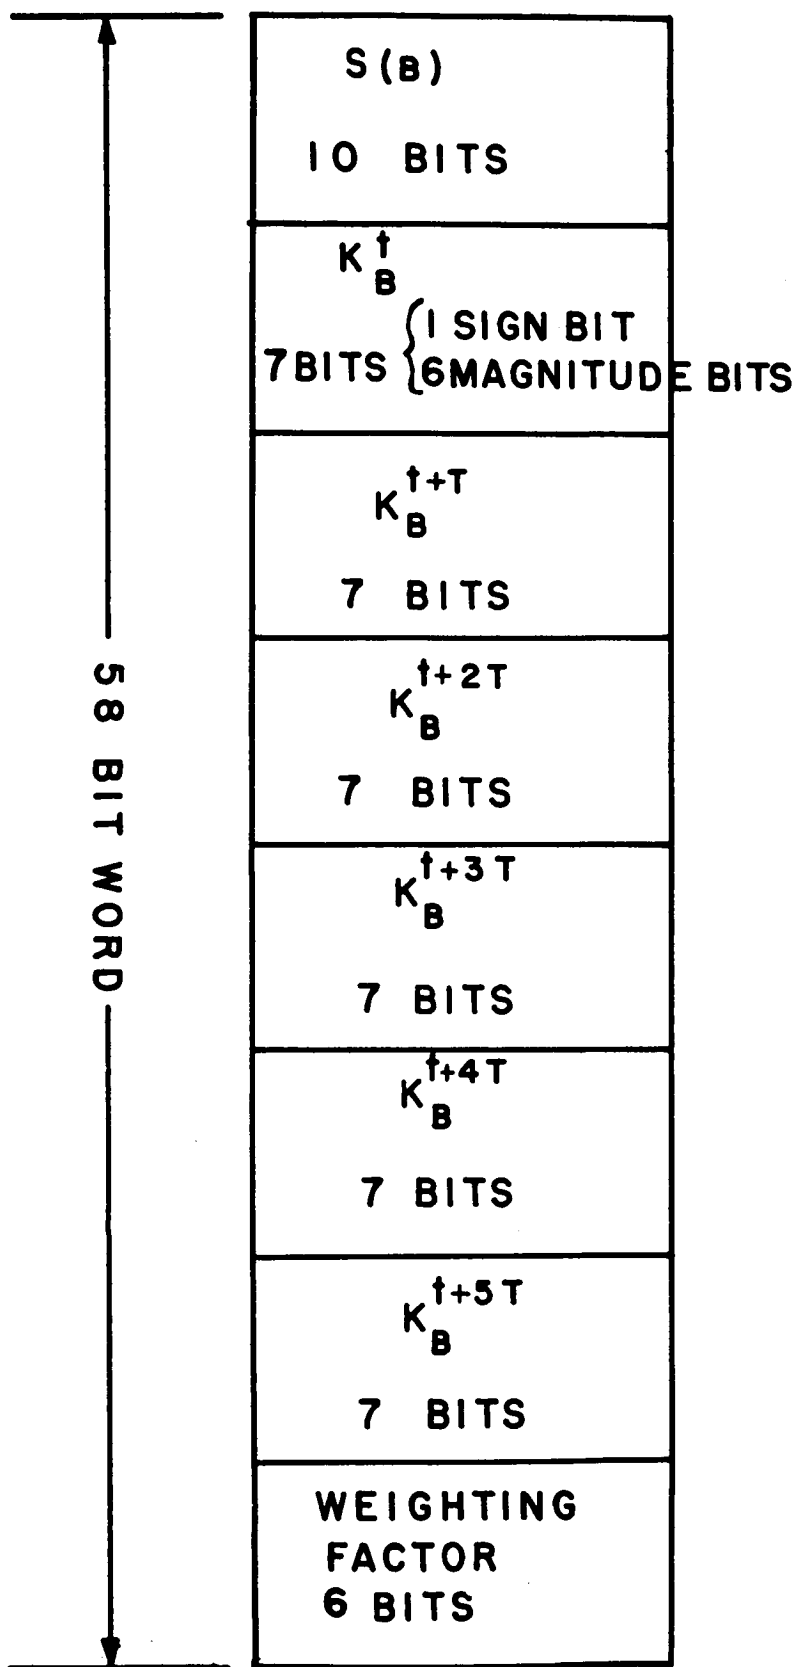 S(B)
10 BITS
K_B^t
7 BITS { 1 SIGN BIT
6 MAGNITUDE BITS
K_B^{t+T}
7 BITS
K_B^{t+2T}
7 BITS
K_B^{t+3T}
7 BITS
K_B^{t+4T}
7 BITS
K_B^{t+5T}
7 BITS
WEIGHTING
FACTOR
6 BITS
58 BIT WORD